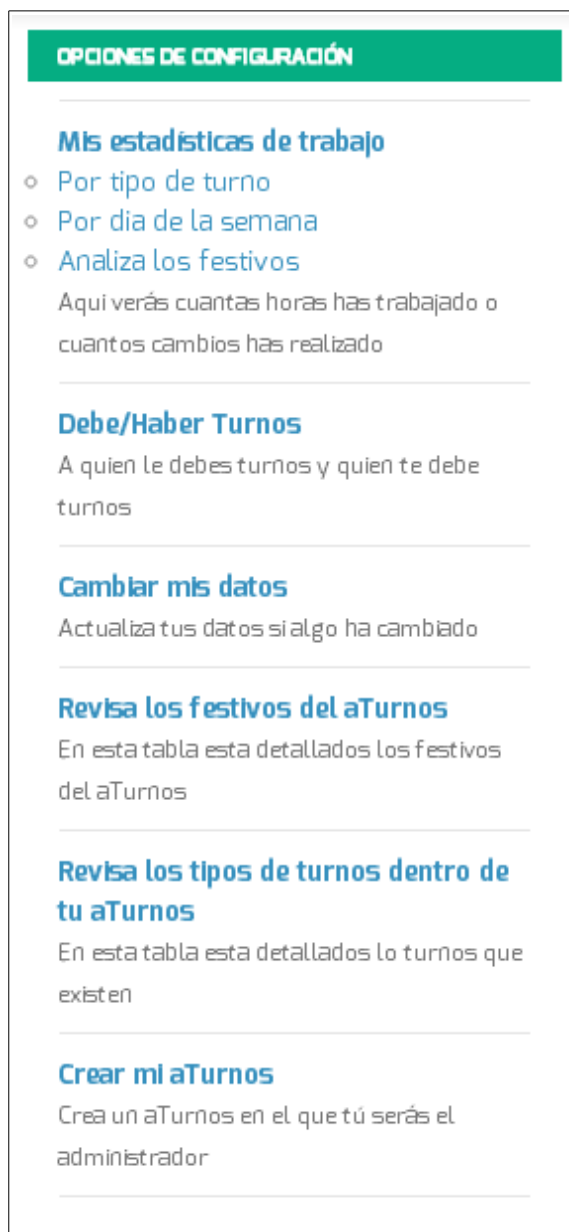 OPCIONES DE CONFIGURACIÓN
Mis estadísticas de trabajo
Por tipo de turno
Por dia de la semana
Analiza los festivos
Aqui verás cuantas horas has trabajado o
cuantos cambios has realizado
Debe/Haber Turnos
A quien le debes turnos y quien te debe
turnos
Cambiar mis datos
Actualiza tus datos si algo ha cambiado
Revisa los festivos del aTurnos
En esta tabla esta detallados los festivos
del aTurnos
Revisa los tipos de turnos dentro de
tu aTurnos
En esta tabla esta detallados lo turnos que
existen
Crear mi aTurnos
Crea un aTurnos en el que tú serás el
administrador